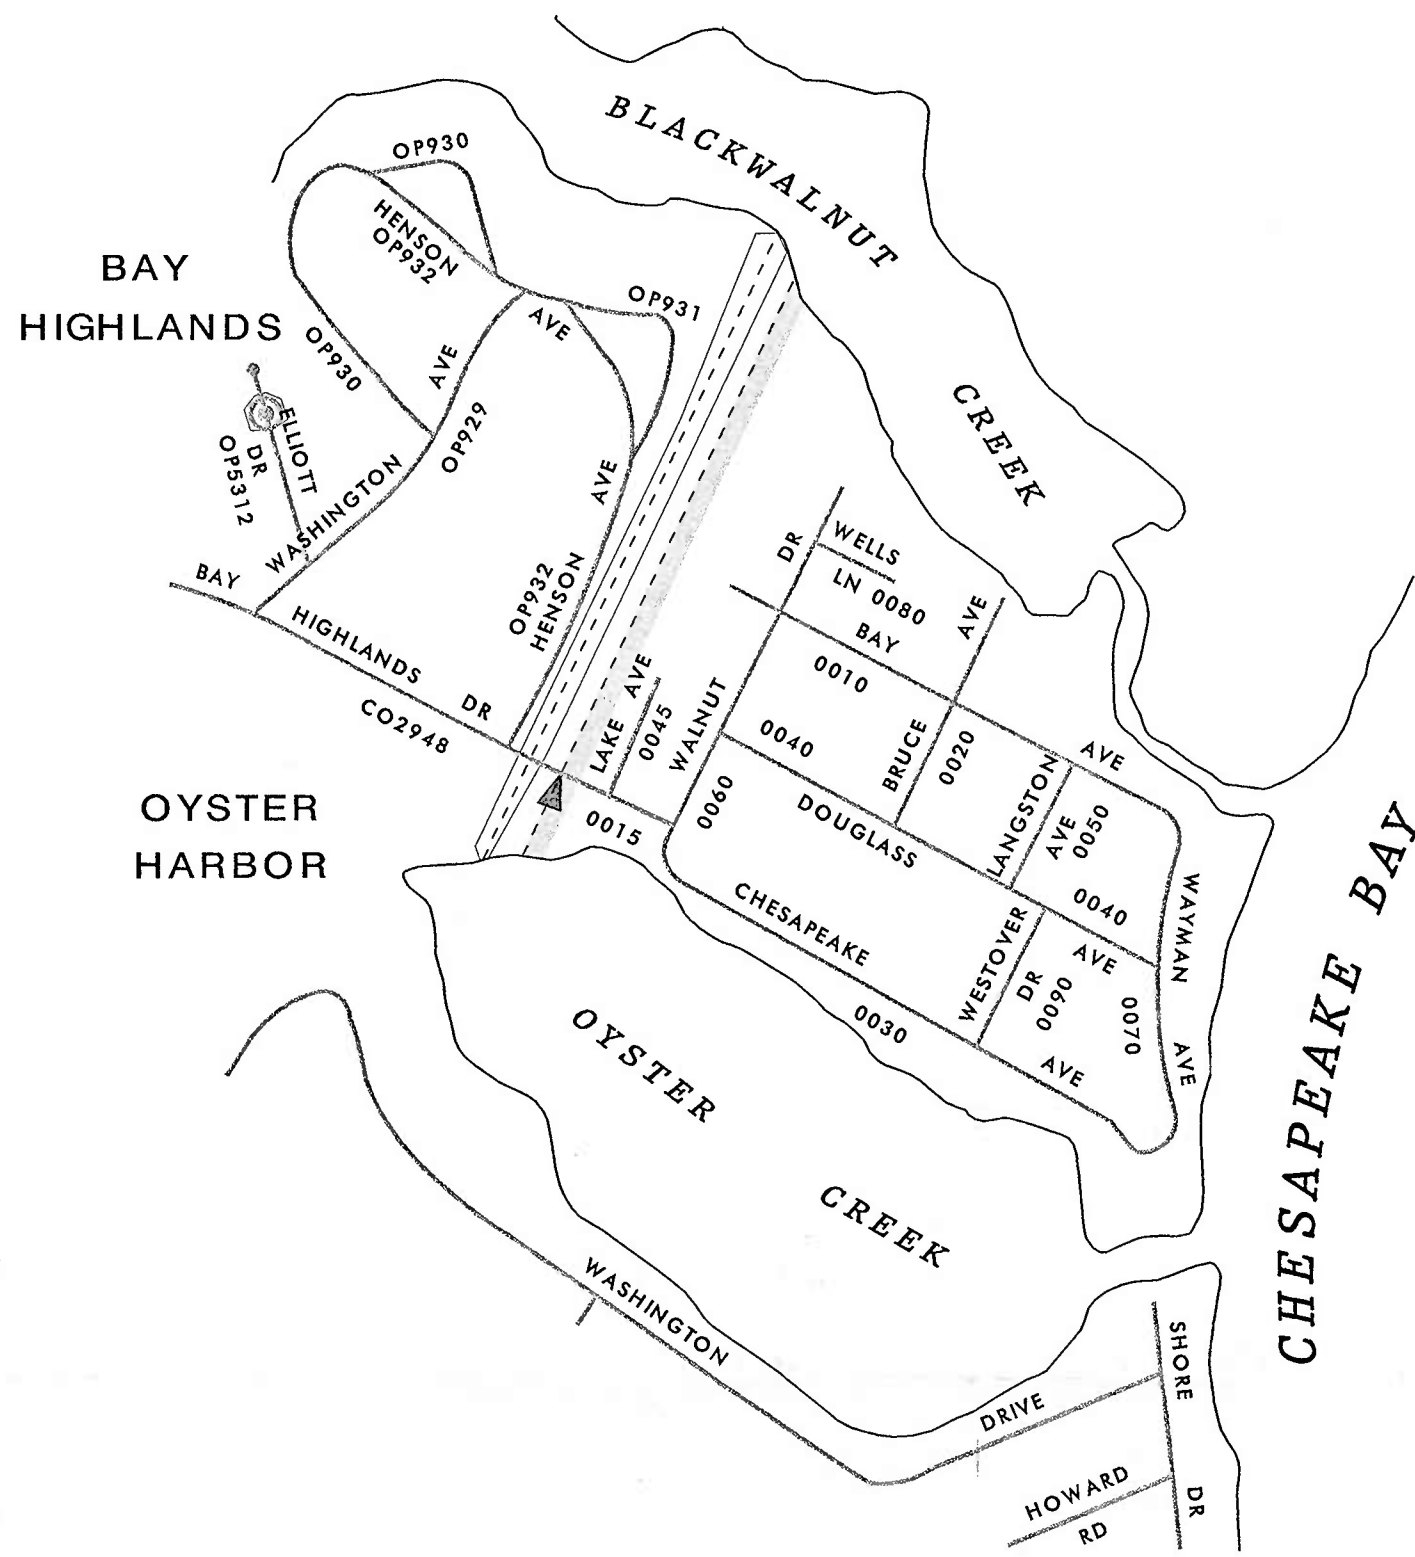 BLACKWALNUT
CREEK
OP930
HENSON
OP932
AVE
OP931
BAY
HIGHLANDS
OP930
AVE
OP929
WASHINGTON
ELLIOTT
DR
OP5312
AVE
OP932
HENSON
BAY
HIGHLANDS
DR
CO2948
DR
WELLS
LN 0080
BAY
AVE
0010
LAKE
AVE
0045
WALNUT
0040
BRUCE
0020
AVE
LANGSTON
AVE
0050
0060
OYSTER
HARBOR
0015
DOUGLASS
0040
AVE
WAYMAN
AVE
CHESAPEAKE
WESTOVER
DR
0090
0070
0030
AVE
OYSTER
CREEK
CHESAPEAKE BAY
WASHINGTON
DRIVE
SHORE
DR
HOWARD
RD